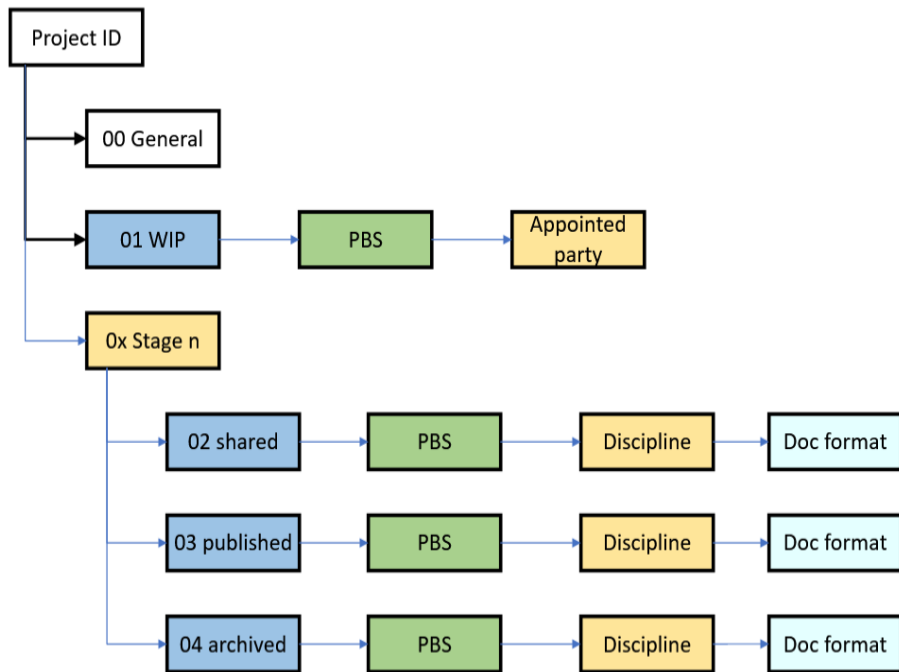 Project ID
00 General
01 WIP
PBS
Appointed
party
0x Stage n
02 shared
PBS
Discipline
Doc format
03 published
PBS
Discipline
Doc format
04 archived
PBS
Discipline
Doc format